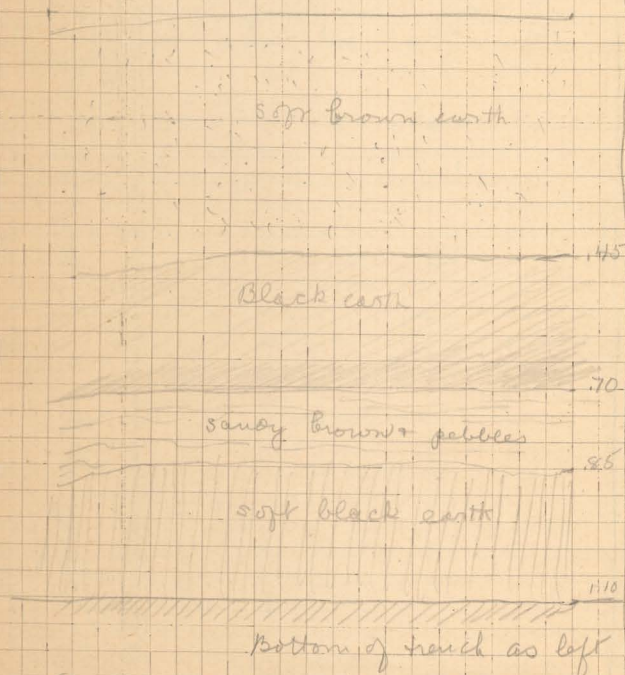 soft brown earth
.45
Black earth
.70
sandy brown + pebbles
.85
soft black earth
1.10
Bottom of trench as left